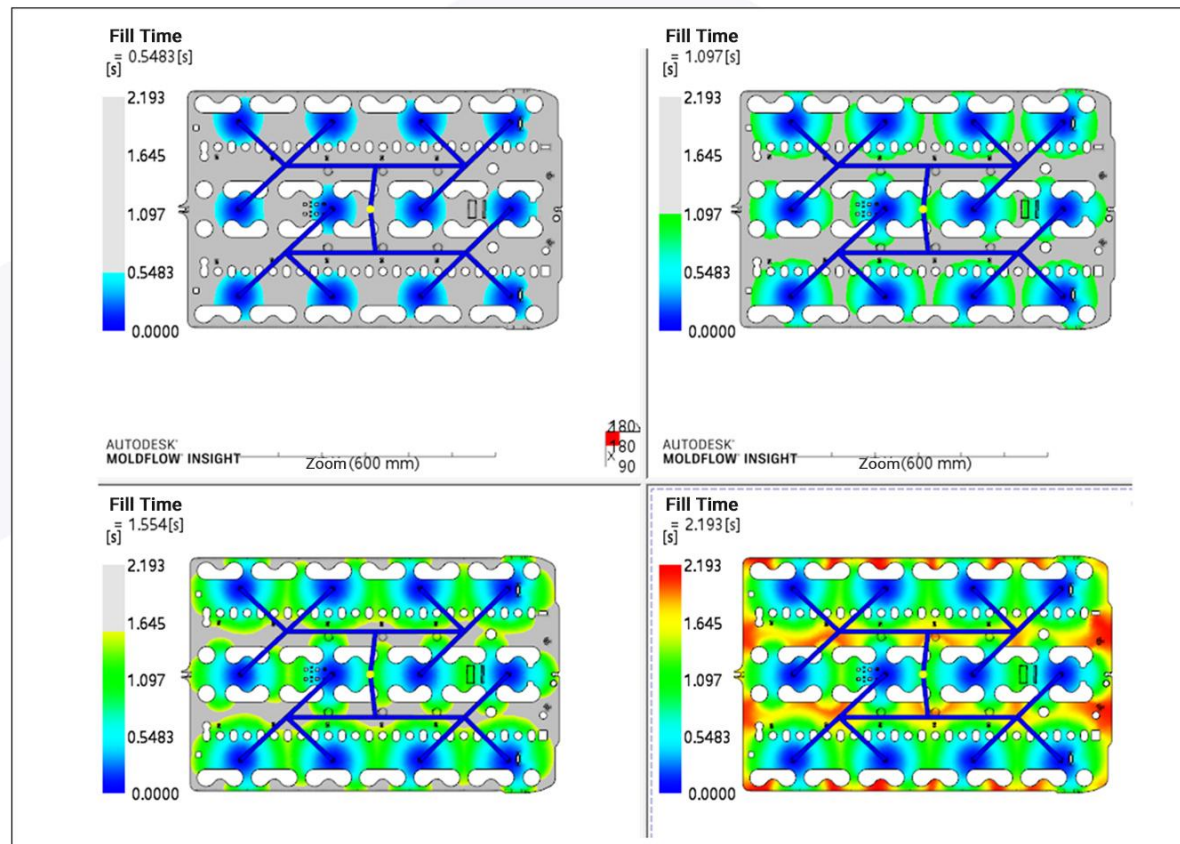 Fill Time
= 0.5483[s]
[s]
2.193
1.645
1.097
0.5483
0.0000
AUTODESK'
MOLDFLOW INSIGHT
Zoom(600 mm)
180
180
X
90
Fill Time
= 1.097[s]
[s]
2.193
1.645
1.097
0.5483
0.0000
AUTODESK'
MOLDFLOW INSIGHT
Zoom(600 mm)
Fill Time
= 1.554[s]
[s]
2.193
1.645
1.097
0.5483
0.0000
Fill Time
= 2.193[s]
[s]
2.193
1.645
1.097
0.5483
0.0000